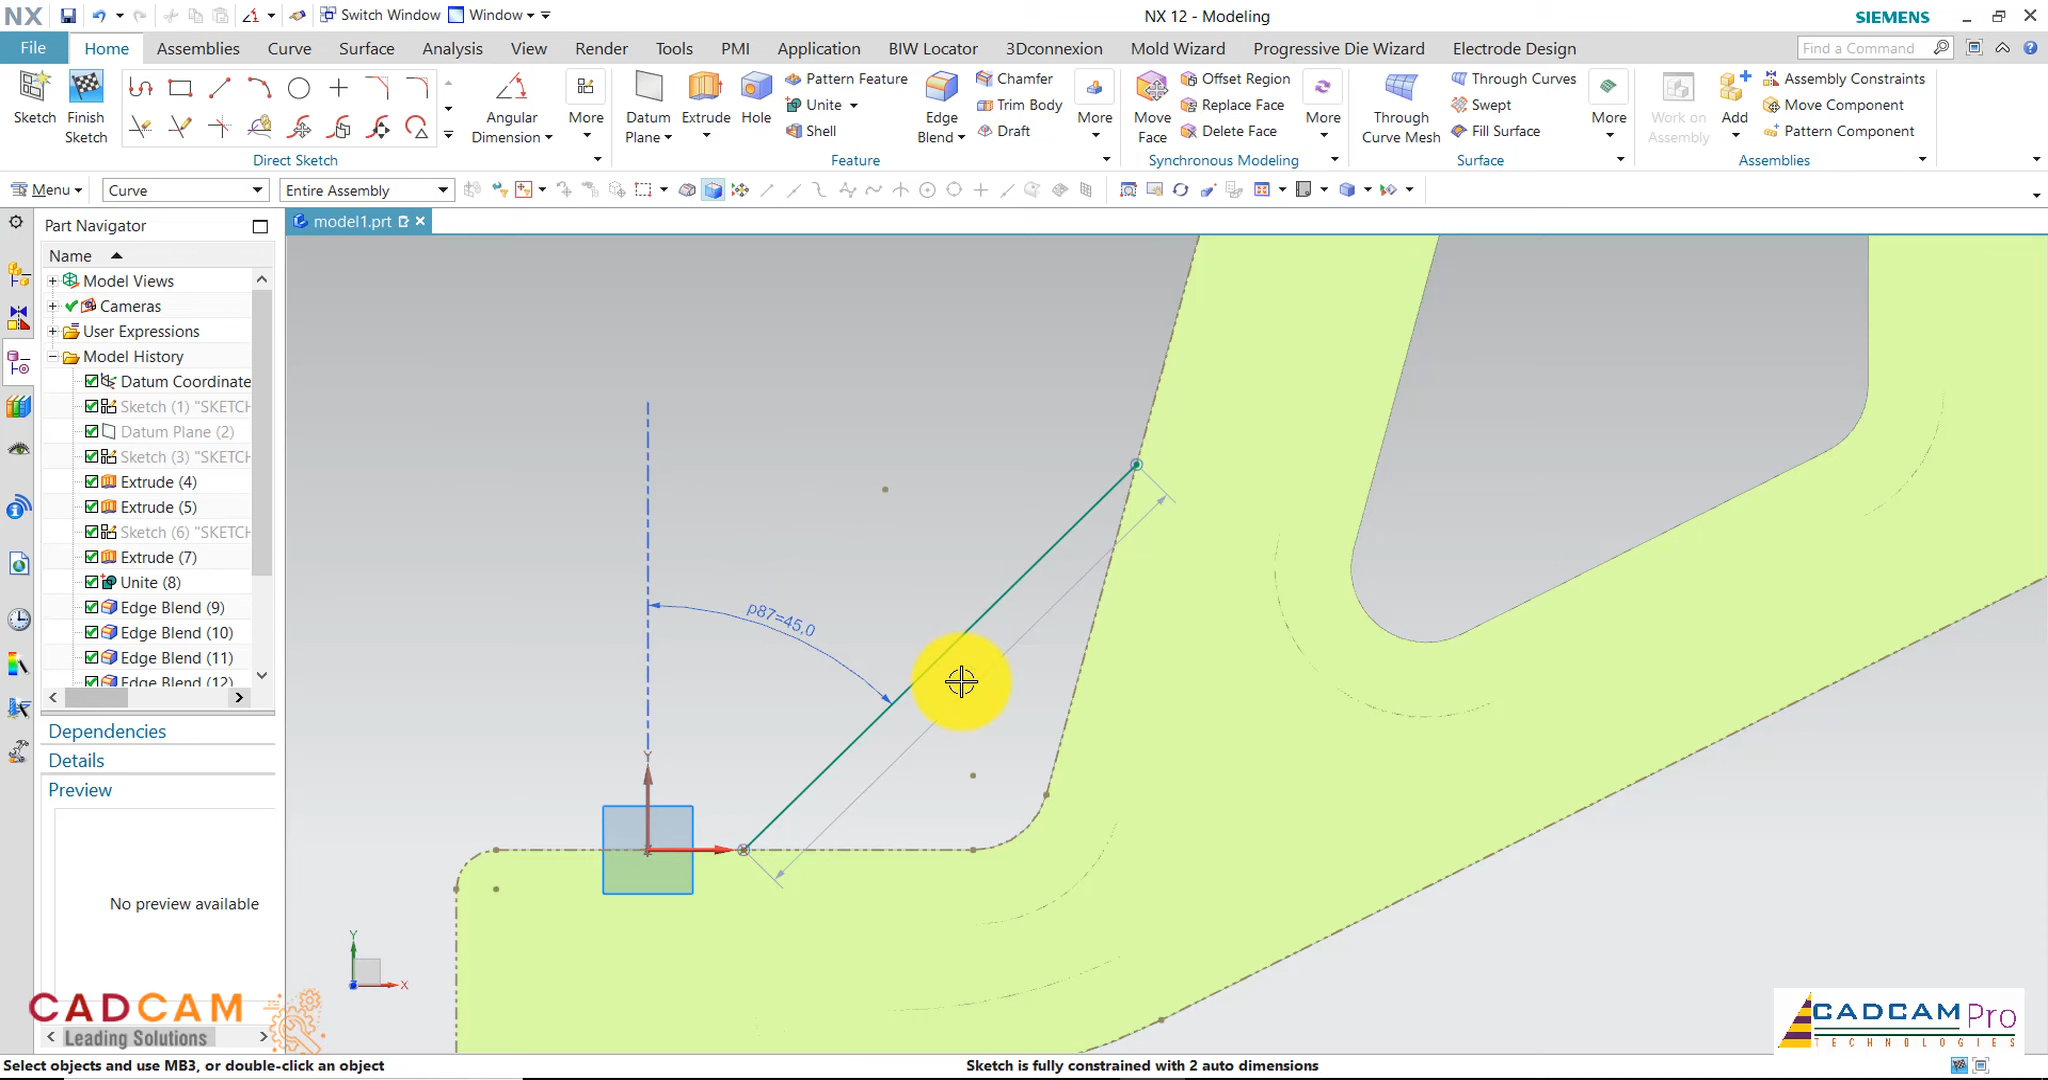 NX
Switch Window
Window
NX 12 - Modeling
SIEMENS
File
Home
Assemblies
Curve
Surface
Analysis
View
Render
Tools
PMI
Application
BIW Locator
3Dconnexion
Mold Wizard
Progressive Die Wizard
Electrode Design
Find a Command
Sketch
Finish Sketch
Angular Dimension
More
Direct Sketch
Datum Plane
Extrude
Hole
Pattern Feature
Unite
Shell
Edge Blend
Chamfer
Trim Body
Draft
More
Feature
Move Face
Offset Region
Replace Face
Delete Face
More
Synchronous Modeling
Through Curve Mesh
Through Curves
Swept
Fill Surface
More
Surface
Work on Assembly
Add
Assembly Constraints
Move Component
Pattern Component
Assemblies
Menu
Curve
Entire Assembly
Part Navigator
model1.prt
Name
Model Views
Cameras
User Expressions
Model History
Datum Coordinate
Sketch (1) "SKETCH
Datum Plane (2)
Sketch (3) "SKETCH
Extrude (4)
Extrude (5)
Sketch (6) "SKETCH
Extrude (7)
Unite (8)
Edge Blend (9)
Edge Blend (10)
Edge Blend (11)
Edge Blend (12)
Dependencies
Details
Preview
No preview available
p87=45,0
Y
Y
X
CADCAM
Leading Solutions
CADCAM Pro
TECHNOLOGIES
Select objects and use MB3, or double-click an object
Sketch is fully constrained with 2 auto dimensions